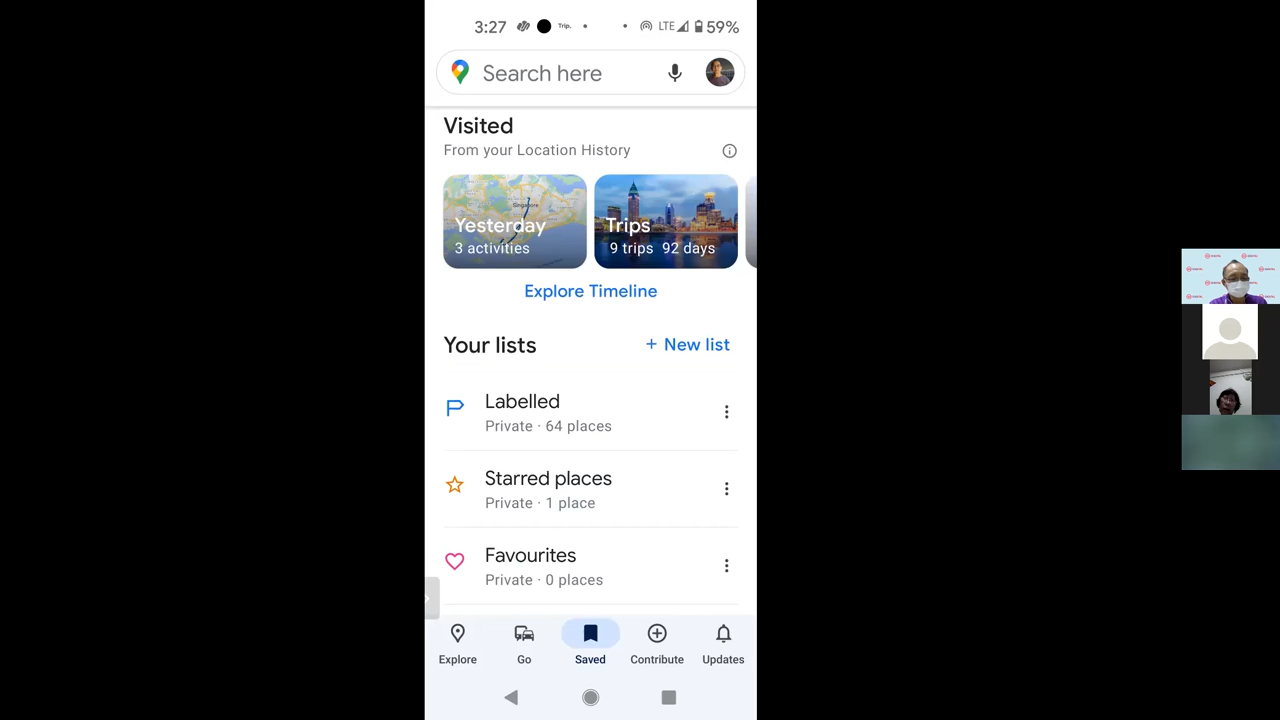 3:27 Trip. LTE 59%
Search here
Visited
From your Location History
Singapore
Yesterday
3 activities
Trips
9 trips 92 days
Explore Timeline
Your lists
+ New list
Labelled
Private · 64 places
Starred places
Private · 1 place
Favourites
Private · 0 places
Explore Go Saved Contribute Updates